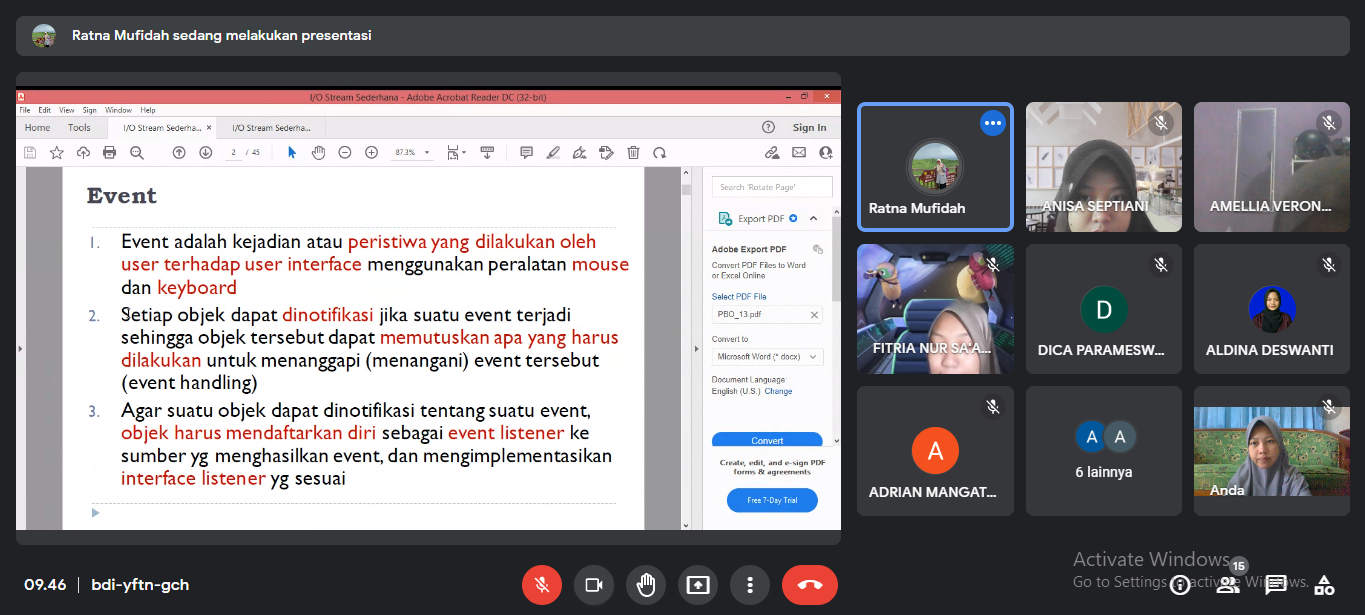 Ratna Mufidah sedang melakukan presentasi
I/O Stream Sederhana - Adobe Acrobat Reader DC (32-bit)
File Edit View Sign Window Help
Home Tools I/O Stream Sederha... × I/O Stream Sederha... Sign In
2 / 45 87.3%
Event
1. Event adalah kejadian atau peristiwa yang dilakukan oleh
user terhadap user interface menggunakan peralatan mouse
dan keyboard
2. Setiap objek dapat dinotifikasi jika suatu event terjadi
sehingga objek tersebut dapat memutuskan apa yang harus
dilakukan untuk menanggapi (menangani) event tersebut
(event handling)
3. Agar suatu objek dapat dinotifikasi tentang suatu event,
objek harus mendaftarkan diri sebagai event listener ke
sumber yg menghasilkan event, dan mengimplementasikan
interface listener yg sesuai
Search 'Rotate Page'
Export PDF
Adobe Export PDF
Convert PDF Files to Word
or Excel Online
Select PDF File
PBO_13.pdf
Convert to
Microsoft Word (*.docx)
Document Language:
English (U.S.) Change
Convert
Create, edit, and e-sign PDF
forms & agreements
Free 7-Day Trial
Ratna Mufidah
ANISA SEPTIANI
AMELLIA VERON...
FITRIA NUR SA'A...
D
DICA PARAMESW...
ALDINA DESWANTI
A
ADRIAN MANGAT...
A A
6 lainnya
Anda
Activate Windows
Go to Settings to activate Windows.
09.46 | bdi-yftn-gch
15